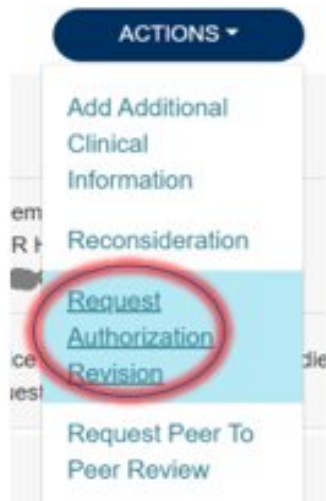 ACTIONS
Add Additional
Clinical
Information
Reconsideration
Request
Authorization
Revision
Request Peer To
Peer Review